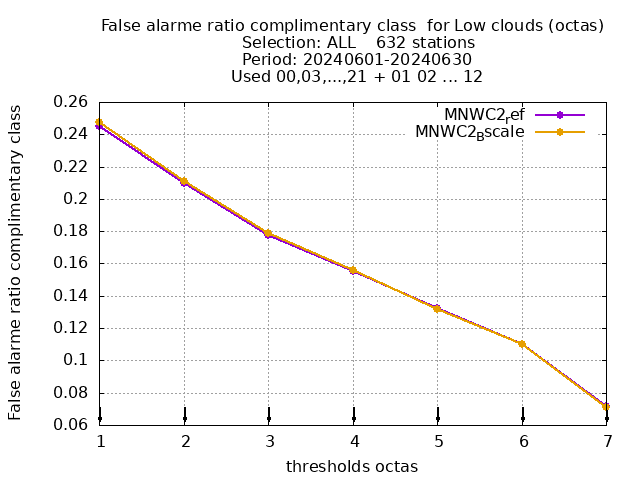 False alarme ratio complimentary class  for Low clouds (octas)
Selection: ALL    632 stations
Period: 20240601-20240630
Used 00,03,...,21 + 01 02 ... 12
False alarme ratio complimentary class
0.26
0.24
0.22
0.2
0.18
0.16
0.14
0.12
0.1
0.08
0.06
MNWC2ref
MNWC2Bscale
1 2 3 4 5 6 7
thresholds octas